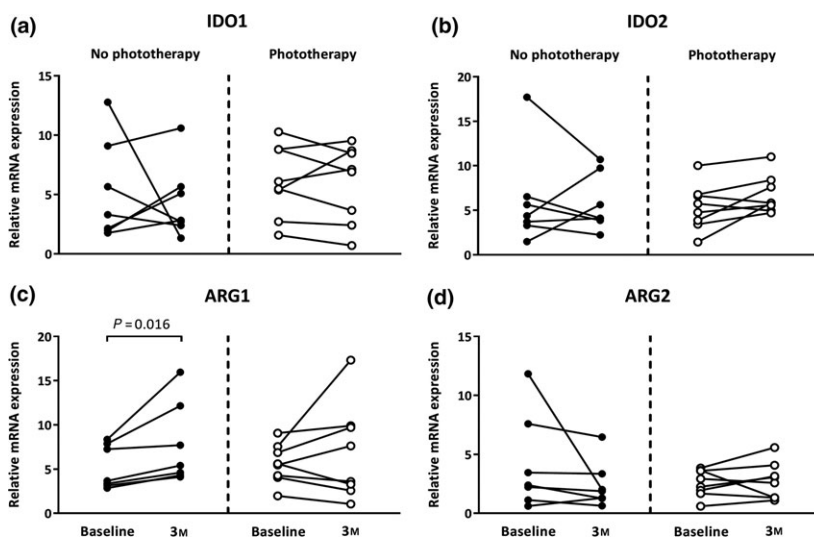 (a)
IDO1
No phototherapy
Phototherapy
Relative mRNA expression
15
10
5
0
(b)
IDO2
No phototherapy
Phototherapy
Relative mRNA expression
20
15
10
5
0
(c)
ARG1
P = 0.016
Relative mRNA expression
20
15
10
5
0
Baseline
3M
Baseline
3M
(d)
ARG2
Relative mRNA expression
15
10
5
0
Baseline
3M
Baseline
3M